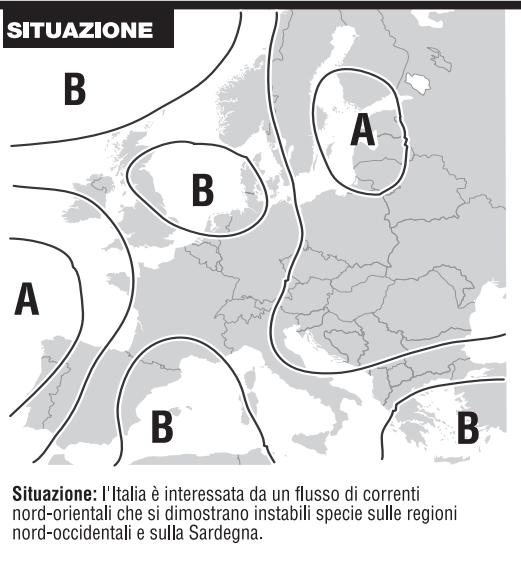 SITUAZIONE
B
A
B
A
B
B
Situazione: l'Italia è interessata da un flusso di correnti
nord-orientali che si dimostrano instabili specie sulle regioni
nord-occidentali e sulla Sardegna.